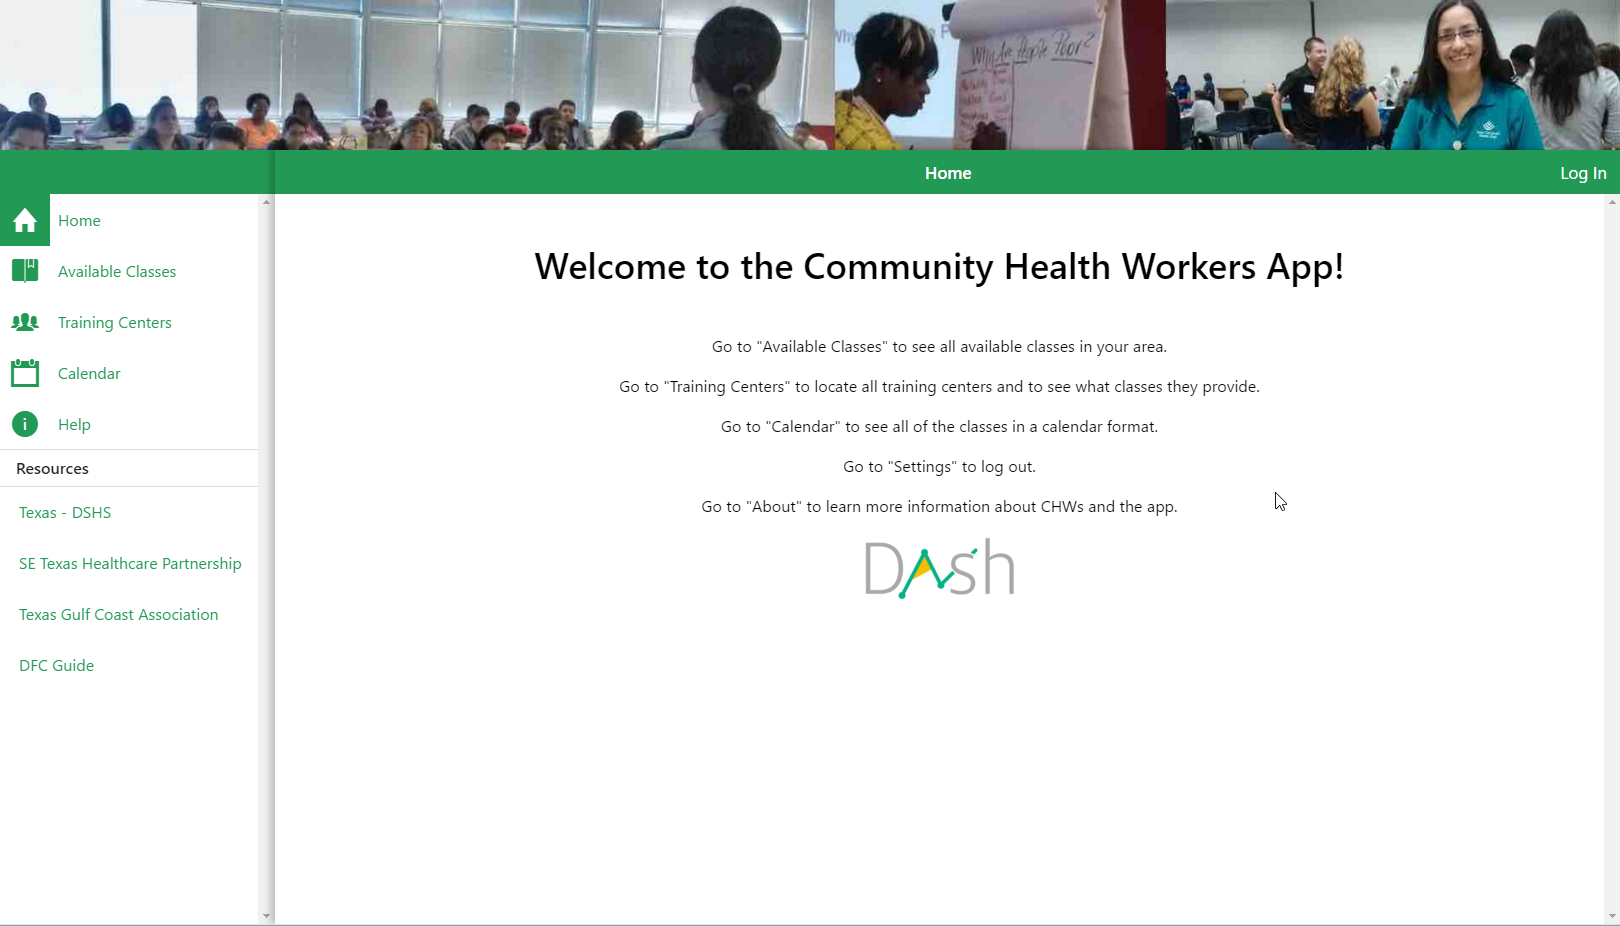 Why Are People Poor?
Home
Log In
Home
Available Classes
Training Centers
Calendar
Help
Resources
Texas - DSHS
SE Texas Healthcare Partnership
Texas Gulf Coast Association
DFC Guide
Welcome to the Community Health Workers App!
Go to "Available Classes" to see all available classes in your area.
Go to "Training Centers" to locate all training centers and to see what classes they provide.
Go to "Calendar" to see all of the classes in a calendar format.
Go to "Settings" to log out.
Go to "About" to learn more information about CHWs and the app.
DAsh